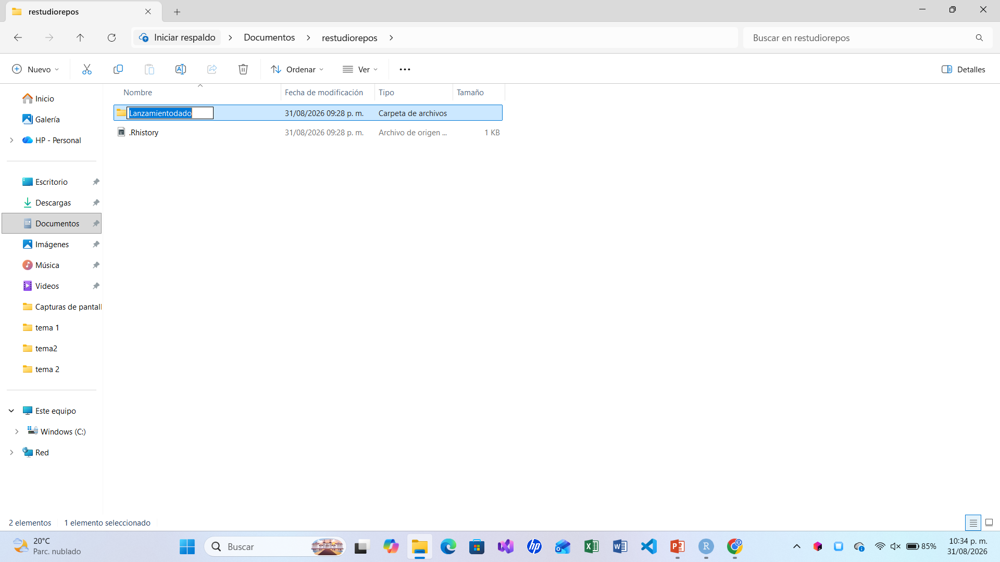 restudiorepos
Iniciar respaldo
Documentos
restudiorepos
Buscar en restudiorepos
Nuevo
Ordenar
Ver
Detalles
Nombre
Fecha de modificación
Tipo
Tamaño
Lanzamientodado
31/08/2026 09:28 p. m.
Carpeta de archivos
.Rhistory
31/08/2026 09:28 p. m.
Archivo de origen ...
1 KB
Inicio
Galería
HP - Personal
Escritorio
Descargas
Documentos
Imágenes
Música
Videos
Capturas de pantall
tema 1
tema2
tema 2
Este equipo
Windows (C:)
Red
2 elementos
1 elemento seleccionado
20°C
Parc. nublado
Buscar
hp
R
85%
10:34 p. m.
31/08/2026